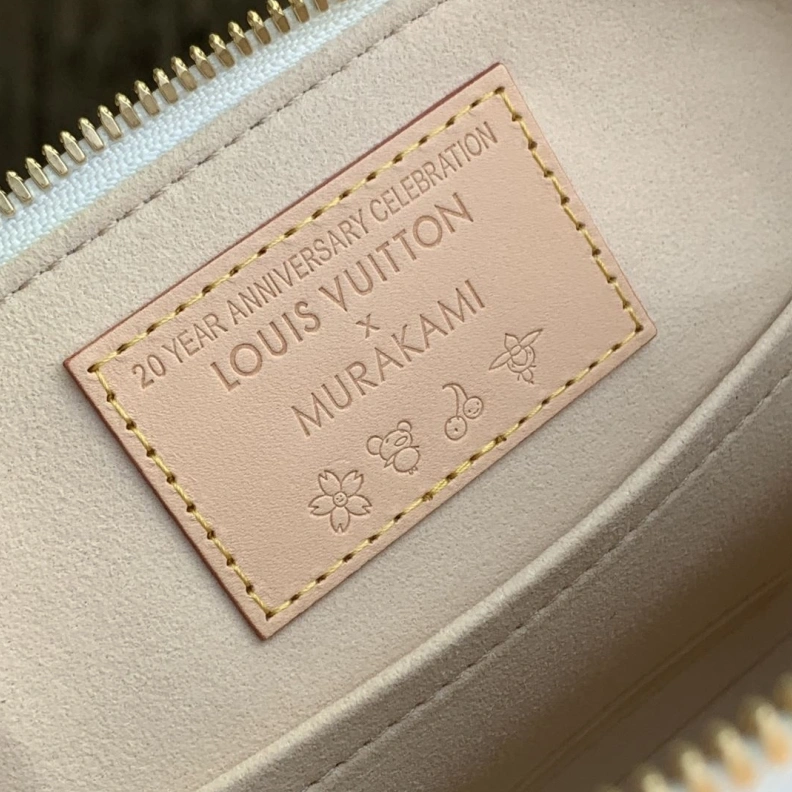 20 YEAR ANNIVERSARY CELEBRATION
LOUIS VUITTON
x
MURAKAMI